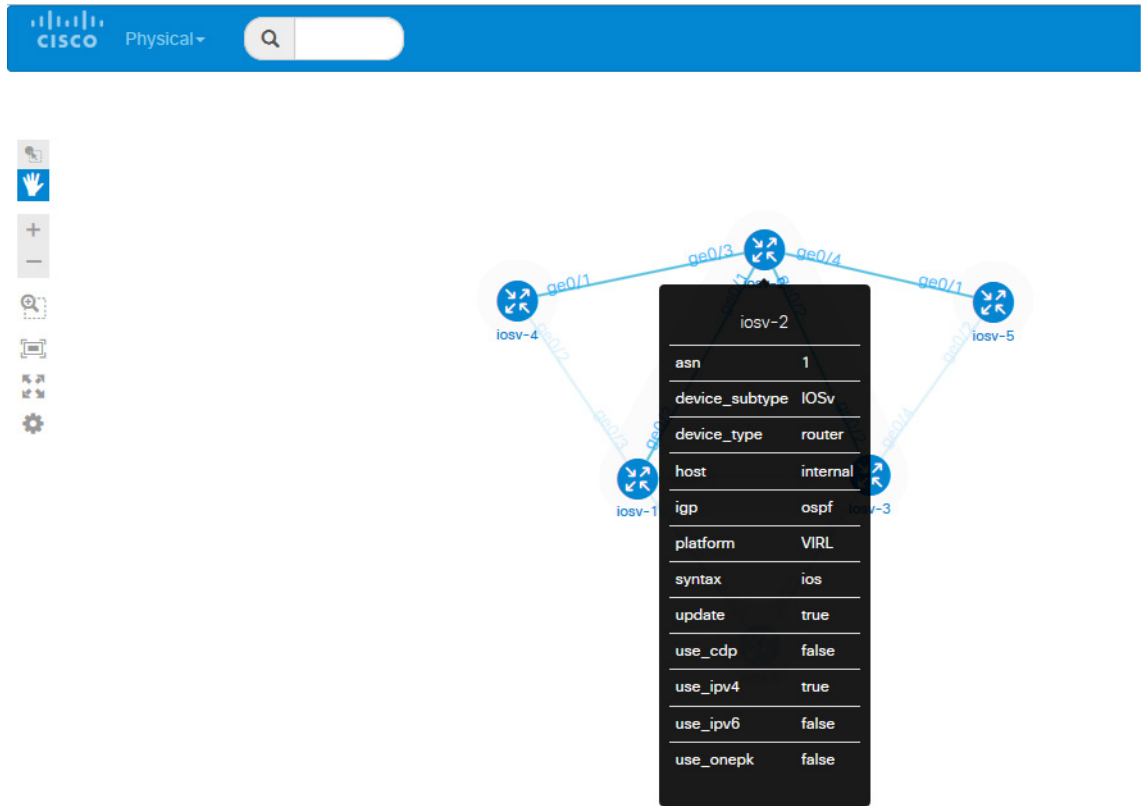 CISCO Physical
ge0/3 ge0/4
ge0/1 ge0/1
iosv-4 iosv-5
ge0/2 ge0/2
ge0/3 ge0/4
iosv-1 v-3
iosv-2
asn 1
device_subtype IOSv
device_type router
host internal
igp ospf
platform VIRL
syntax ios
update true
use_cdp false
use_ipv4 true
use_ipv6 false
use_onepk false